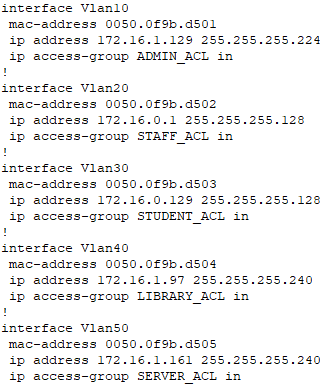 interface Vlan10
 mac-address 0050.0f9b.d501
 ip address 172.16.1.129 255.255.255.224
 ip access-group ADMIN_ACL in
!
interface Vlan20
 mac-address 0050.0f9b.d502
 ip address 172.16.0.1 255.255.255.128
 ip access-group STAFF_ACL in
!
interface Vlan30
 mac-address 0050.0f9b.d503
 ip address 172.16.0.129 255.255.255.128
 ip access-group STUDENT_ACL in
!
interface Vlan40
 mac-address 0050.0f9b.d504
 ip address 172.16.1.97 255.255.255.240
 ip access-group LIBRARY_ACL in
!
interface Vlan50
 mac-address 0050.0f9b.d505
 ip address 172.16.1.161 255.255.255.240
 ip access-group SERVER_ACL in